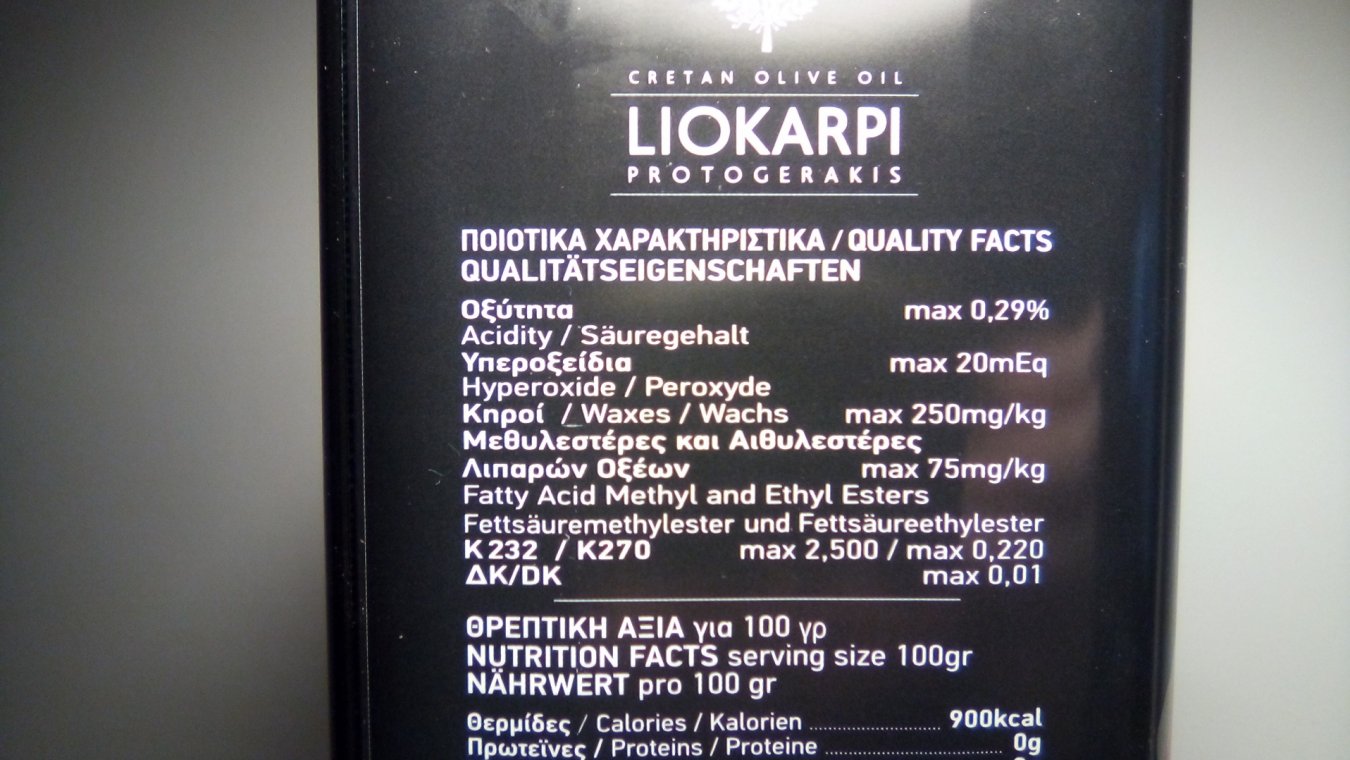 CRETAN OLIVE OIL
LIOKARPI
PROTOGERAKIS
ΠΟΙΟΤΙΚΑ ΧΑΡΑΚΤΗΡΙΣΤΙΚΑ / QUALITY FACTS
QUALITÄTSEIGENSCHAFTEN
Οξύτητα max 0,29%
Acidity / Säuregehalt
Υπεροξείδια max 20mEq
Hyperoxide / Peroxyde
Κηροί / Waxes / Wachs max 250mg/kg
Μεθυλεστέρες και Αιθυλεστέρες
Λιπαρών Οξέων max 75mg/kg
Fatty Acid Methyl and Ethyl Esters
Fettsäuremethylester und Fettsäureethylester
K 232 / K270 max 2,500 / max 0,220
ΔK/DK max 0,01
ΘΡΕΠΤΙΚΗ ΑΞΙΑ για 100 γρ
NUTRITION FACTS serving size 100gr
NÄHRWERT pro 100 gr
Θερμίδες / Calories / Kalorien ........................ 900kcal
Πρωτεΐνες / Proteins / Proteine ................................ 0g